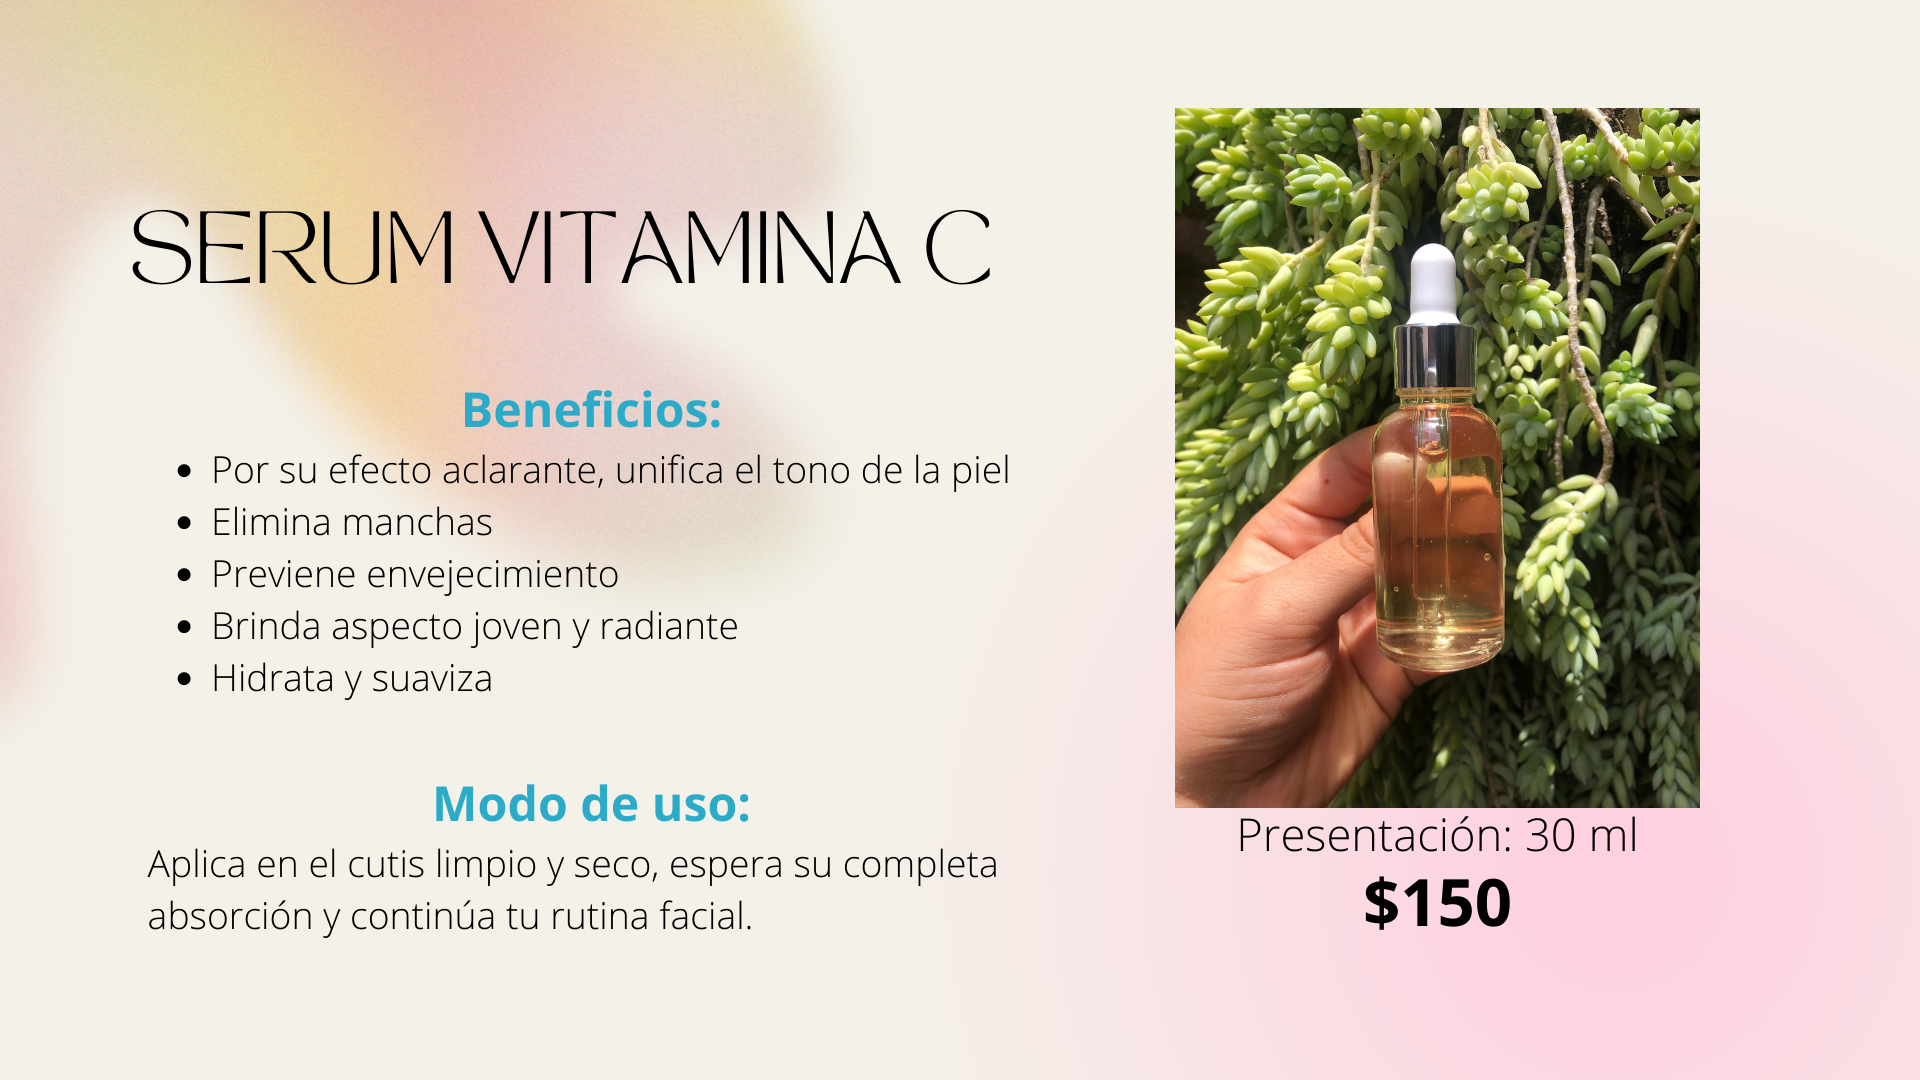 SERUM VITAMINA C
Beneficios:
• Por su efecto aclarante, unifica el tono de la piel
• Elimina manchas
• Previene envejecimiento
• Brinda aspecto joven y radiante
• Hidrata y suaviza
Modo de uso:
Aplica en el cutis limpio y seco, espera su completa
absorción y continúa tu rutina facial.
Presentación: 30 ml
$150